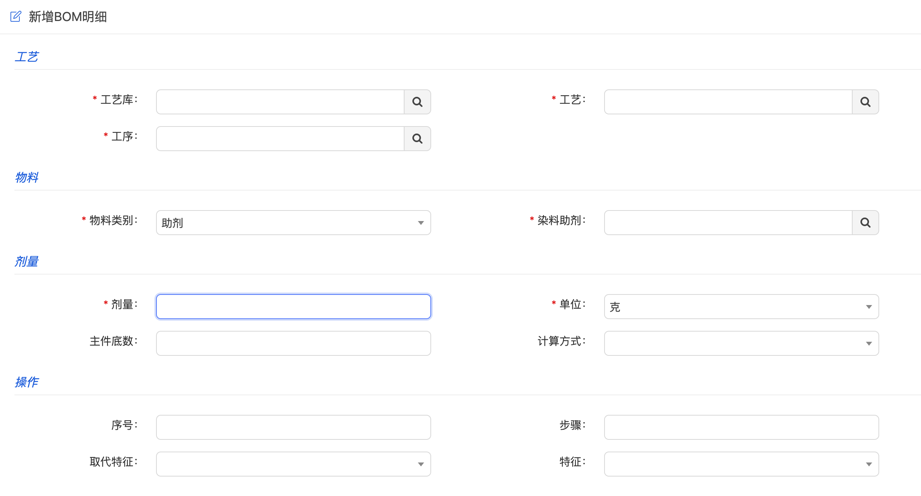 新增BOM明细
工艺
* 工艺库:
* 工艺:
* 工序:
物料
* 物料类别: 助剂
* 染料助剂:
剂量
* 剂量:
* 单位: 克
主件底数:
计算方式:
操作
序号:
步骤:
取代特征:
特征: